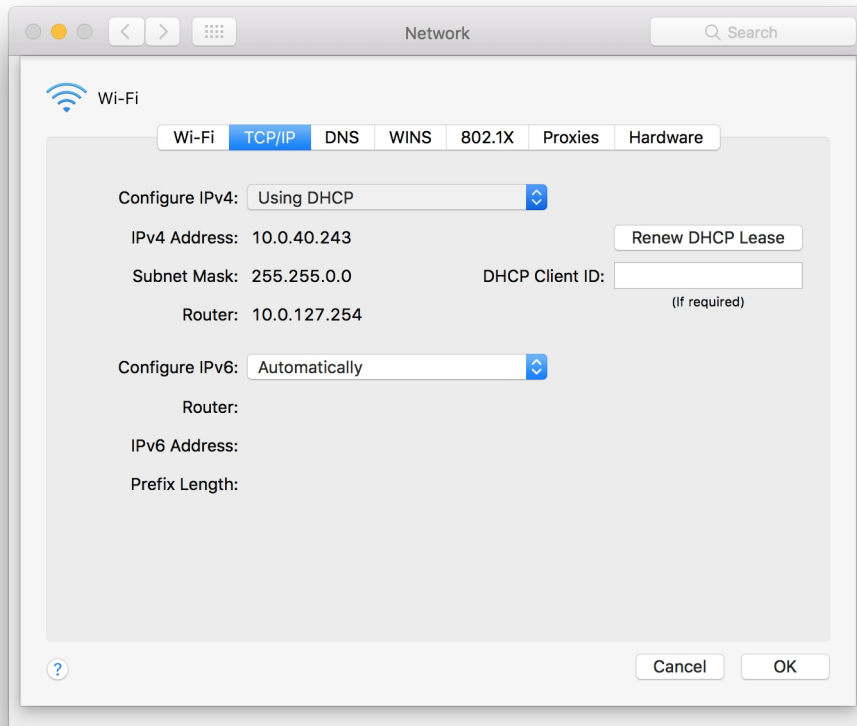 Network
Search
Wi-Fi
Wi-Fi TCP/IP DNS WINS 802.1X Proxies Hardware
Configure IPv4: Using DHCP
IPv4 Address: 10.0.40.243 Renew DHCP Lease
Subnet Mask: 255.255.0.0 DHCP Client ID:
(If required)
Router: 10.0.127.254
Configure IPv6: Automatically
Router:
IPv6 Address:
Prefix Length:
? Cancel OK